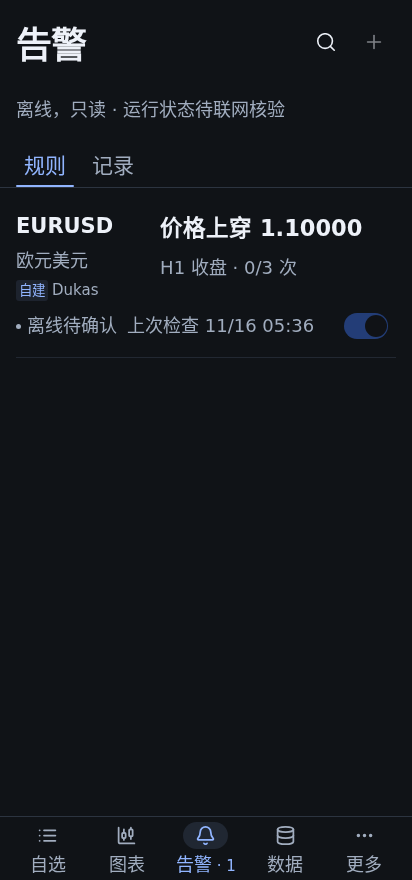 告警
离线，只读 · 运行状态待联网核验
规则 记录
EURUSD
欧元美元
自建 Dukas
价格上穿 1.10000
H1 收盘 · 0/3 次
离线待确认 上次检查 11/16 05:36
自选 图表 告警 · 1 数据 更多